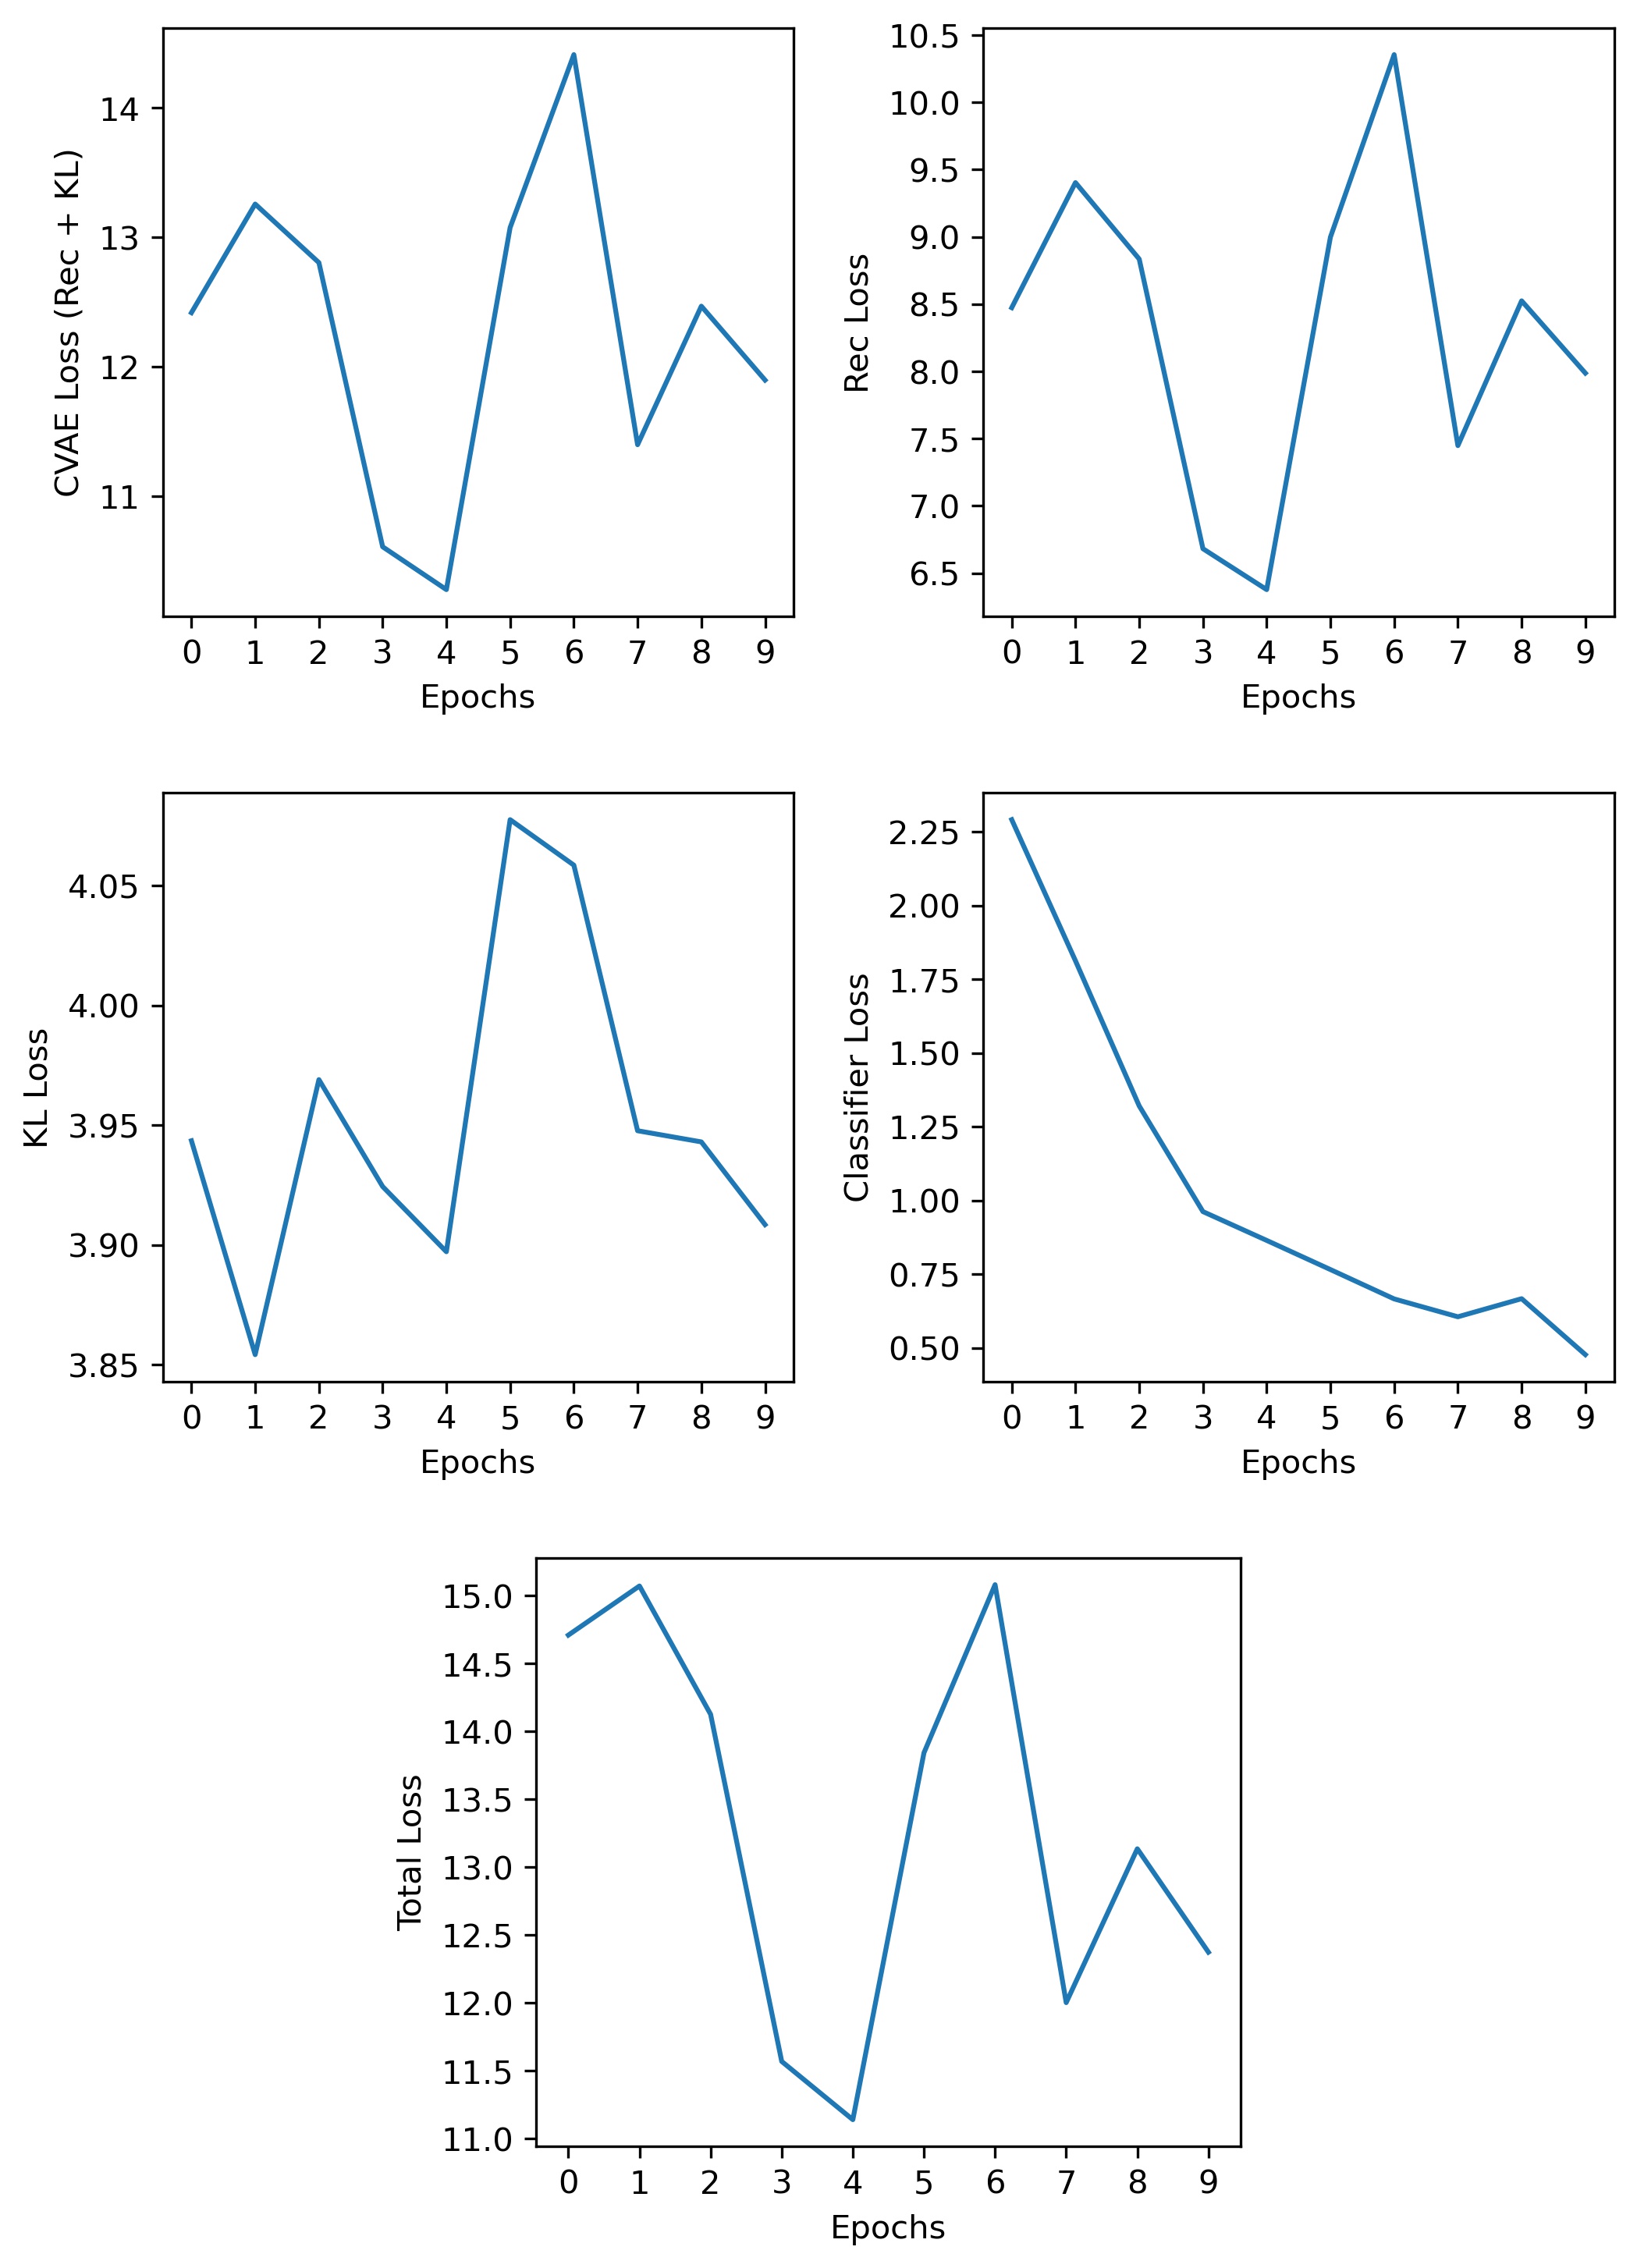 CVAE Loss (Rec + KL)
14
13
12
11
0 1 2 3 4 5 6 7 8 9
Epochs
Rec Loss
10.5
10.0
9.5
9.0
8.5
8.0
7.5
7.0
6.5
0 1 2 3 4 5 6 7 8 9
Epochs
KL Loss
4.05
4.00
3.95
3.90
3.85
0 1 2 3 4 5 6 7 8 9
Epochs
Classifier Loss
2.25
2.00
1.75
1.50
1.25
1.00
0.75
0.50
0 1 2 3 4 5 6 7 8 9
Epochs
Total Loss
15.0
14.5
14.0
13.5
13.0
12.5
12.0
11.5
11.0
0 1 2 3 4 5 6 7 8 9
Epochs